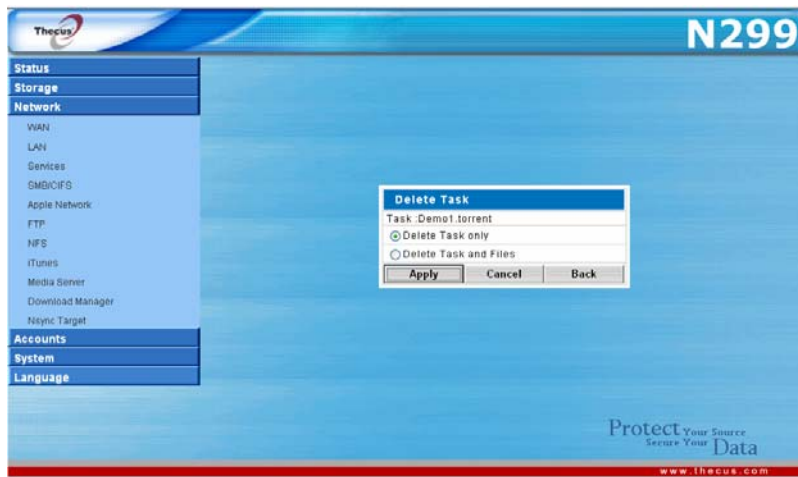 Thecus
N299
Status
Storage
Network
WAN
LAN
Services
SMB/CIFS
Apple Network
FTP
NFS
iTunes
Media Server
Download Manager
Nsync Target
Accounts
System
Language
Delete Task
Task :Demo1.torrent
Delete Task only
Delete Task and Files
Apply Cancel Back
Protect Your Source
Secure Your Data
www.thecus.com